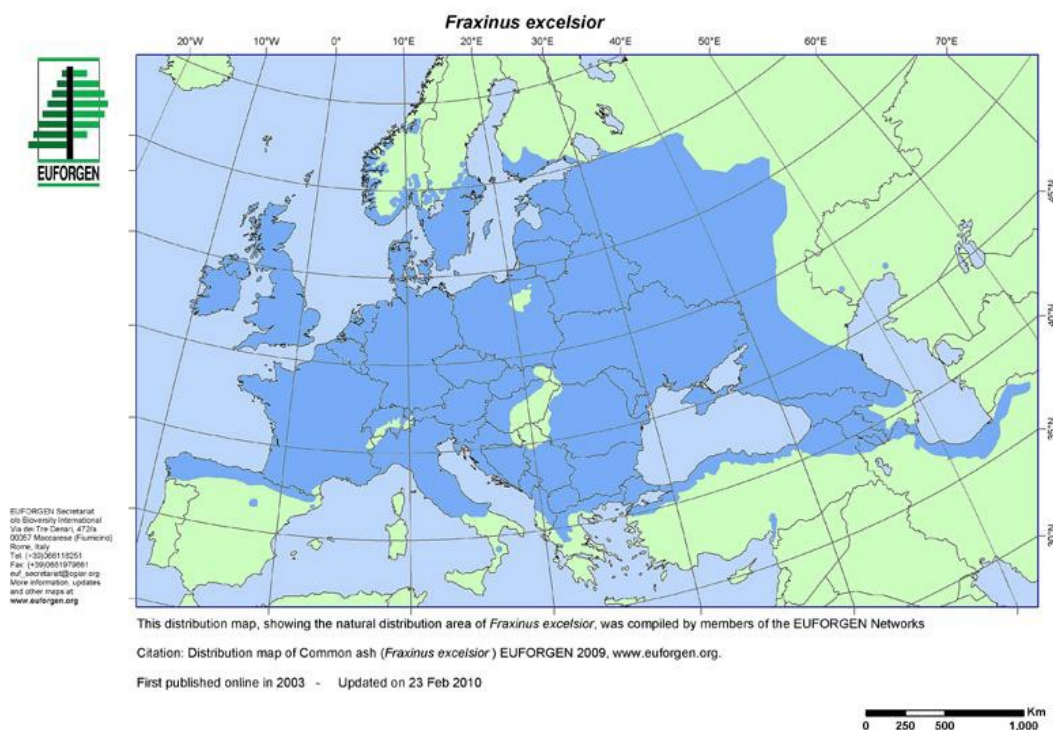 Fraxinus excelsior
20°W 10°W 0° 10°E 20°E 30°E 40°E 50°E 60°E 70°E
EUFORGEN
45°N
40°N
35°N
30°N
EUFORGEN Secretariat
c/o Bioversity International
Via dei Tre Denari, 472/a
00057 Maccarese (Fiumicino)
Rome, Italy
Tel. (+39)066118251
Fax: (+39)0661979661
euf_secretariat@cgiar.org
More information, updates
and other maps at:
www.euforgen.org
This distribution map, showing the natural distribution area of Fraxinus excelsior, was compiled by members of the EUFORGEN Networks
Citation: Distribution map of Common ash (Fraxinus excelsior ) EUFORGEN 2009, www.euforgen.org.
First published online in 2003 - Updated on 23 Feb 2010
Km
0 250 500 1,000